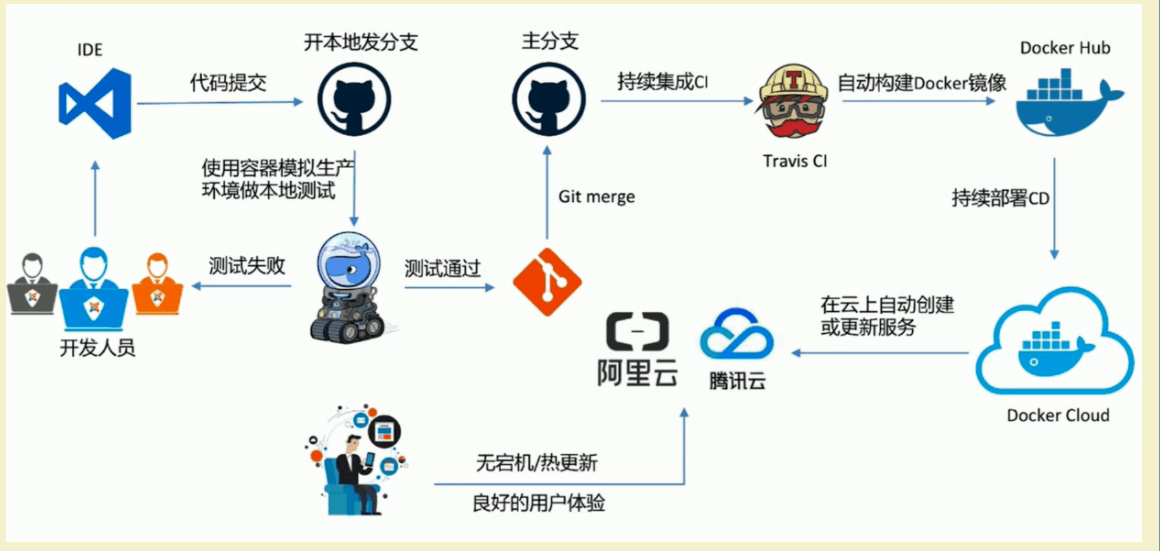 IDE
代码提交
开本地发分支
主分支
持续集成CI
T
Travis CI
自动构建Docker镜像
Docker Hub
使用容器模拟生产
环境做本地测试
Git merge
持续部署CD
测试失败
测试通过
开发人员
阿里云
腾讯云
在云上自动创建
或更新服务
Docker Cloud
无宕机/热更新
良好的用户体验